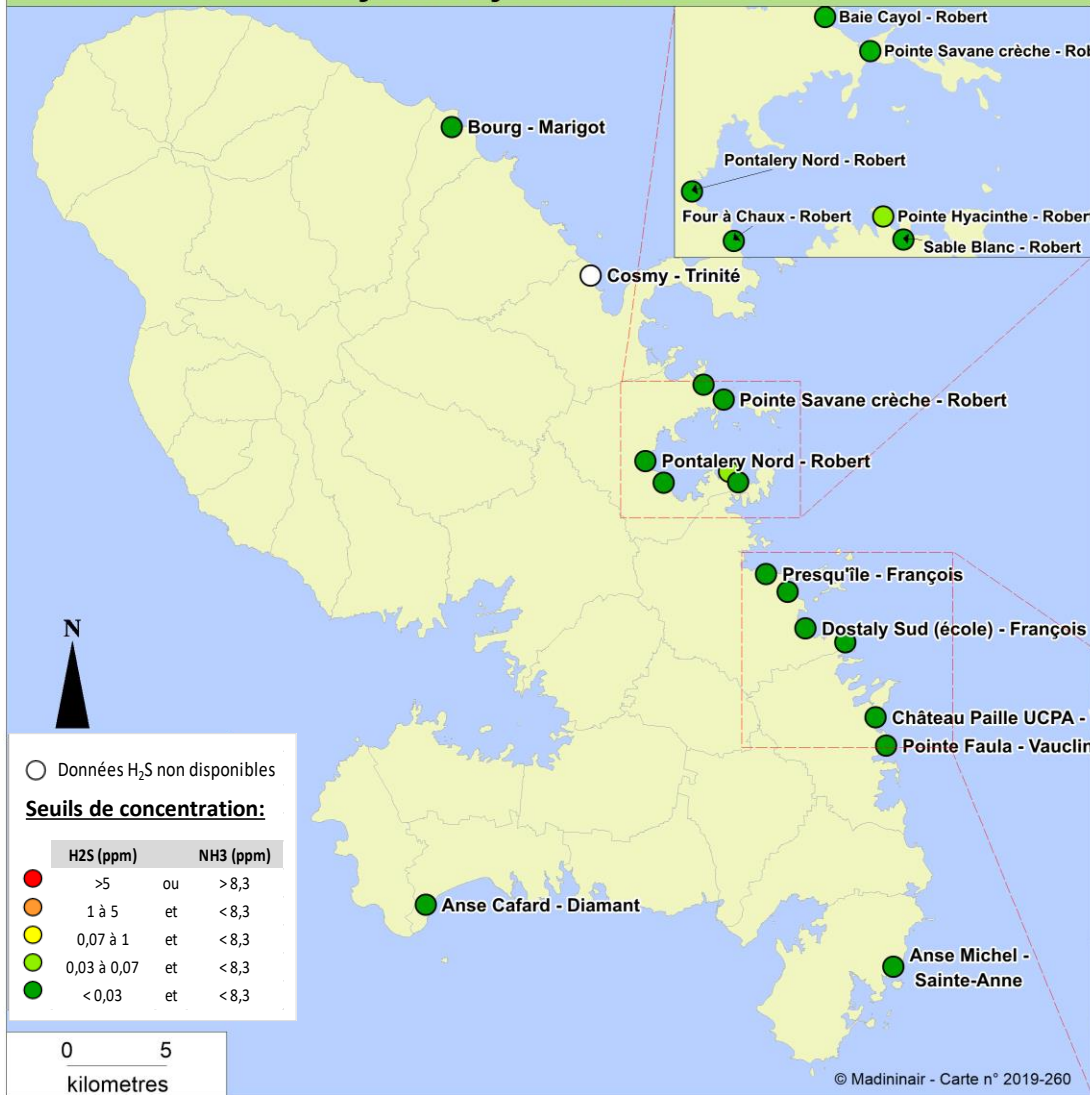 Baie Cayol - Robert
Pointe Savane crèche - Rob
Bourg - Marigot
Pontalery Nord - Robert
Four à Chaux - Robert
Pointe Hyacinthe - Robert
Sable Blanc - Robert
Cosmy - Trinité
Pointe Savane crèche - Robert
Pontalery Nord - Robert
Presqu'île - François
Dostaly Sud (école) - François
N
Château Paille UCPA -
Pointe Faula - Vauclin
Données H₂S non disponibles
Seuils de concentration:
H2S (ppm) NH3 (ppm)
>5 ou > 8,3
1 à 5 et < 8,3
0,07 à 1 et < 8,3
0,03 à 0,07 et < 8,3
< 0,03 et < 8,3
Anse Cafard - Diamant
Anse Michel -
Sainte-Anne
0 5
kilometres
© Madininair - Carte n° 2019-260